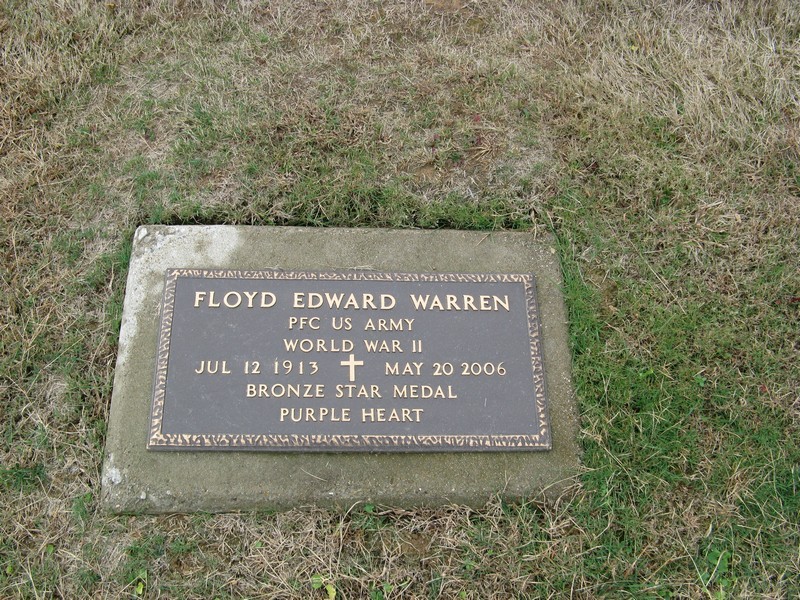 FLOYD EDWARD WARREN
PFC US ARMY
WORLD WAR II
JUL 12 1913 MAY 20 2006
BRONZE STAR MEDAL
PURPLE HEART